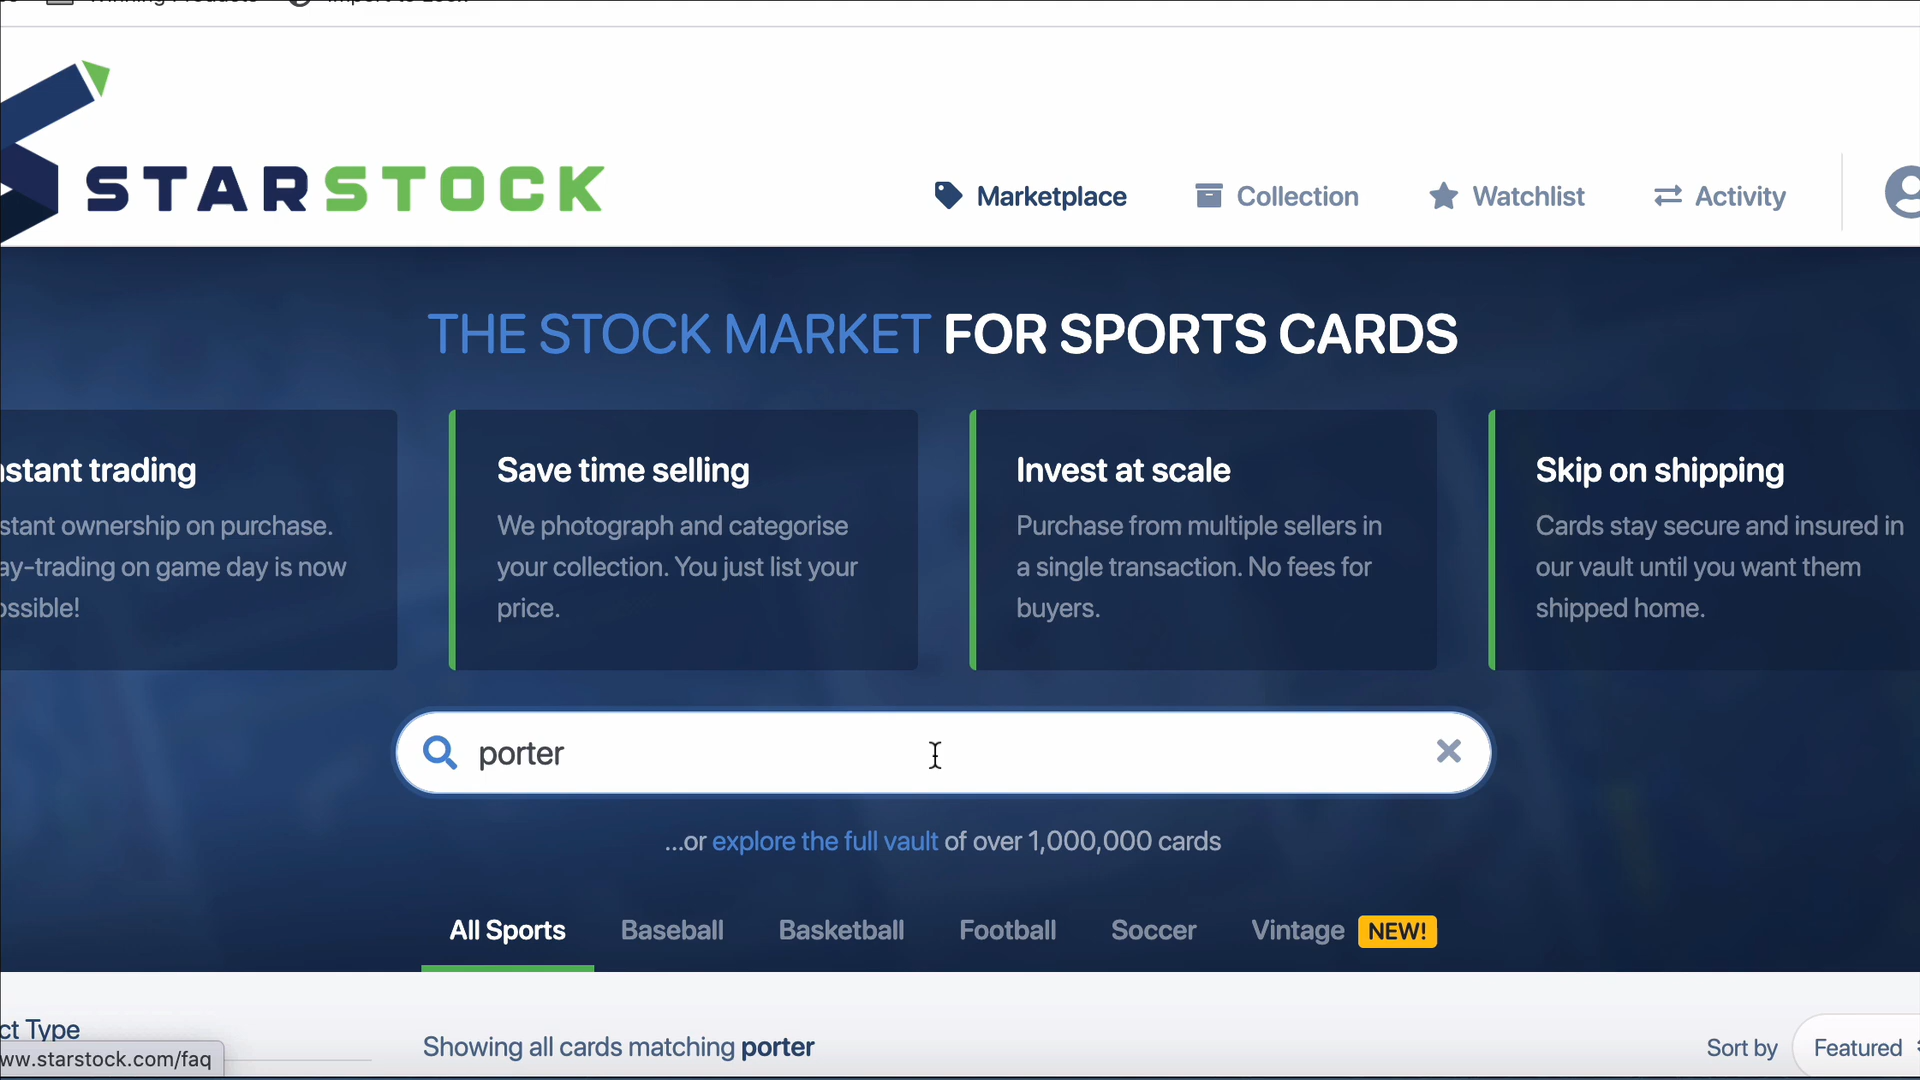 STARSTOCK
Marketplace
Collection
Watchlist
Activity
THE STOCK MARKET FOR SPORTS CARDS
stant trading
stant ownership on purchase.
ay-trading on game day is now
ossible!
Save time selling
We photograph and categorise
your collection. You just list your
price.
Invest at scale
Purchase from multiple sellers in
a single transaction. No fees for
buyers.
Skip on shipping
Cards stay secure and insured in
our vault until you want them
shipped home.
porter
...or explore the full vault of over 1,000,000 cards
All Sports
Baseball
Basketball
Football
Soccer
Vintage NEW!
ct Type
Showing all cards matching porter
Sort by
Featured
ww.starstock.com/faq